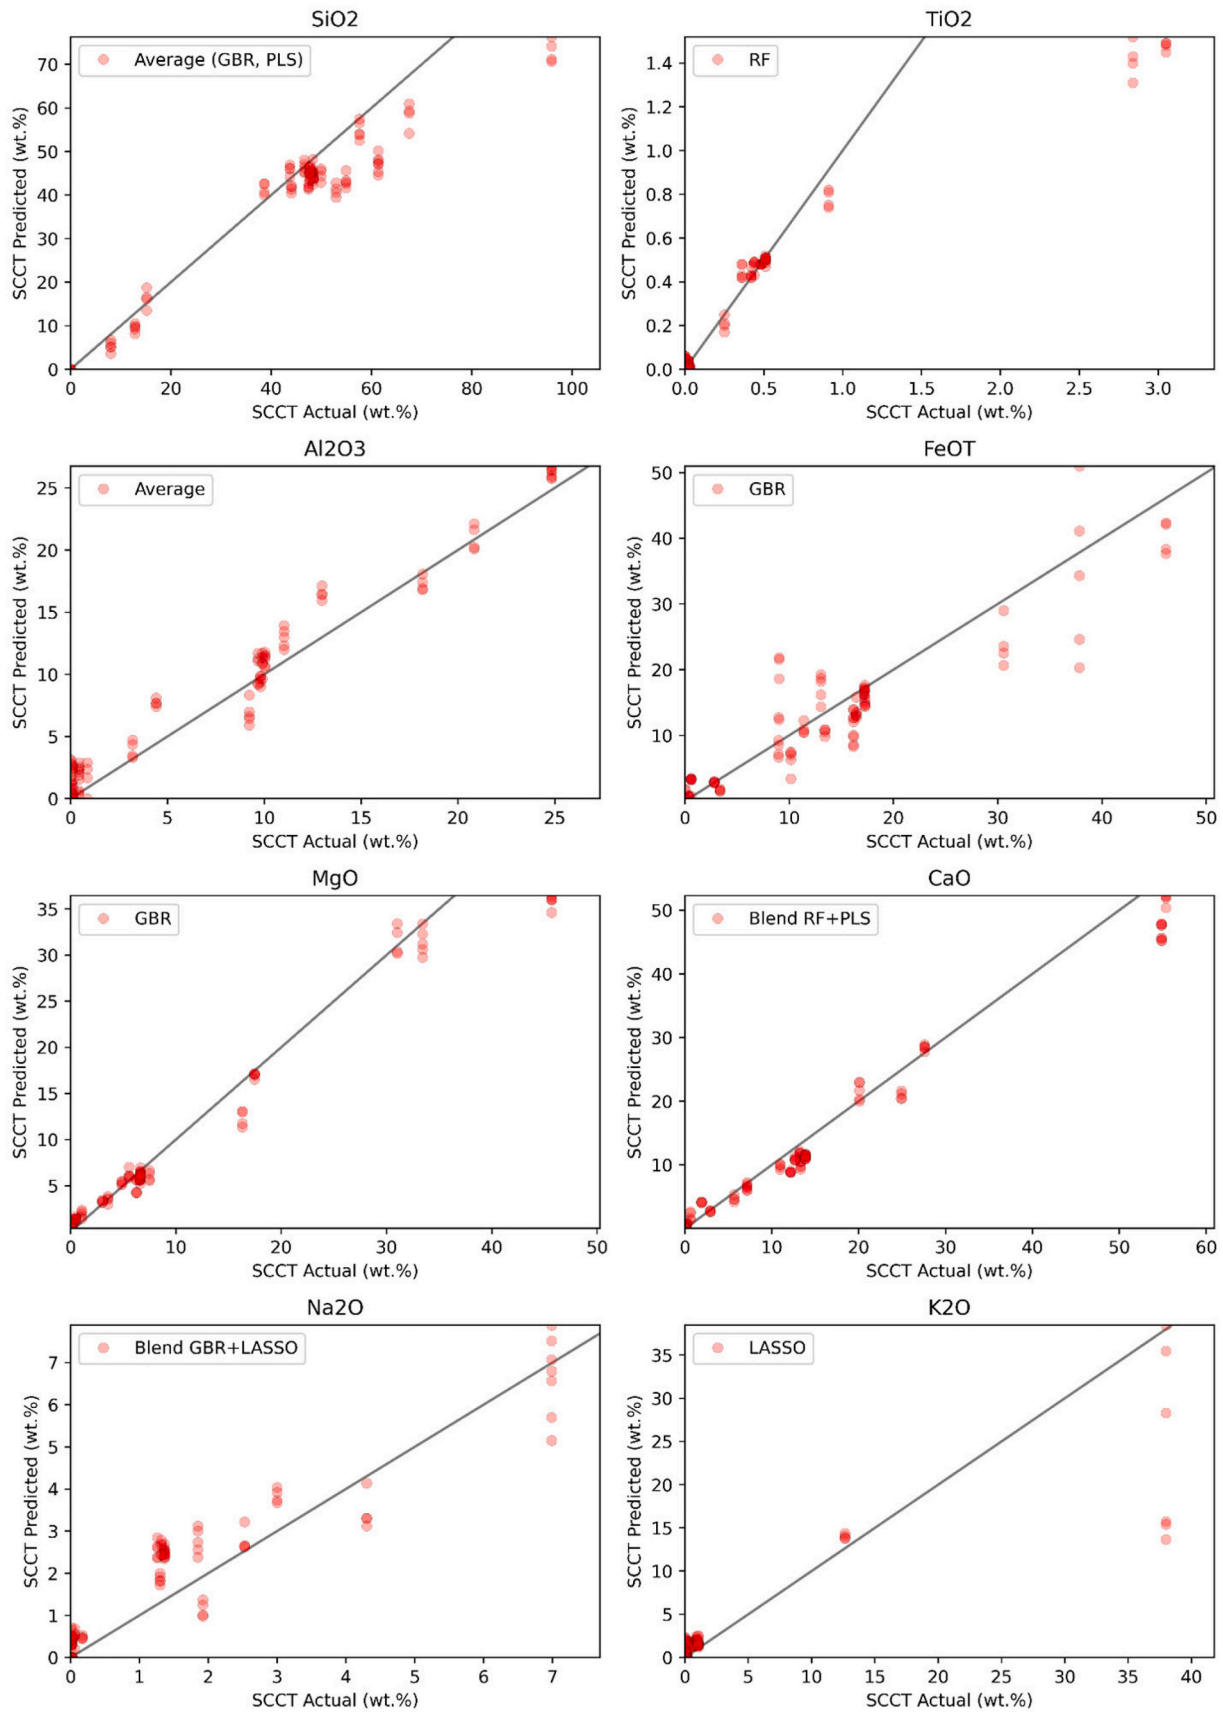 SiO2
Average (GBR, PLS)
SCCT Predicted (wt.%)
70
60
50
40
30
20
10
0
0 20 40 60 80 100
SCCT Actual (wt.%)
TiO2
RF
SCCT Predicted (wt.%)
1.4
1.2
1.0
0.8
0.6
0.4
0.2
0.0
0.0 0.5 1.0 1.5 2.0 2.5 3.0
SCCT Actual (wt.%)
Al2O3
Average
SCCT Predicted (wt.%)
25
20
15
10
5
0
0 5 10 15 20 25
SCCT Actual (wt.%)
FeOT
GBR
SCCT Predicted (wt.%)
50
40
30
20
10
0 10 20 30 40 50
SCCT Actual (wt.%)
MgO
GBR
SCCT Predicted (wt.%)
35
30
25
20
15
10
5
0 10 20 30 40 50
SCCT Actual (wt.%)
CaO
Blend RF+PLS
SCCT Predicted (wt.%)
50
40
30
20
10
0 10 20 30 40 50 60
SCCT Actual (wt.%)
Na2O
Blend GBR+LASSO
SCCT Predicted (wt.%)
7
6
5
4
3
2
1
0
0 1 2 3 4 5 6 7
SCCT Actual (wt.%)
K2O
LASSO
SCCT Predicted (wt.%)
35
30
25
20
15
10
5
0
0 5 10 15 20 25 30 35 40
SCCT Actual (wt.%)